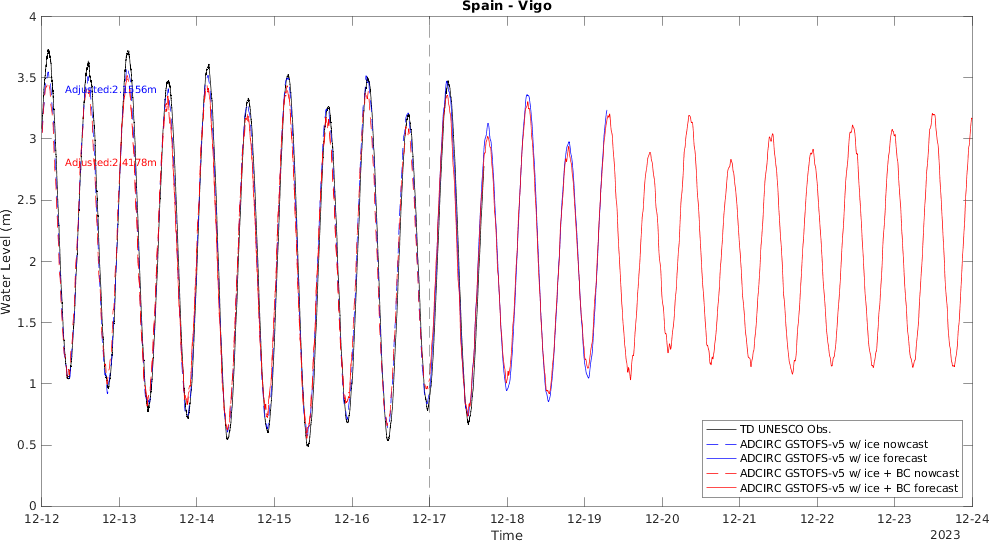 Spain - Vigo
4
3.5
3
2.5
2
1.5
1
0.5
0
Water Level (m)
Adjusted:2.1556m
Adjusted:2.4178m
TD UNESCO Obs.
ADCIRC GSTOFS-v5 w/ ice nowcast
ADCIRC GSTOFS-v5 w/ ice forecast
ADCIRC GSTOFS-v5 w/ ice + BC nowcast
ADCIRC GSTOFS-v5 w/ ice + BC forecast
12-12 12-13 12-14 12-15 12-16 12-17 12-18 12-19 12-20 12-21 12-22 12-23 12-24
Time
2023